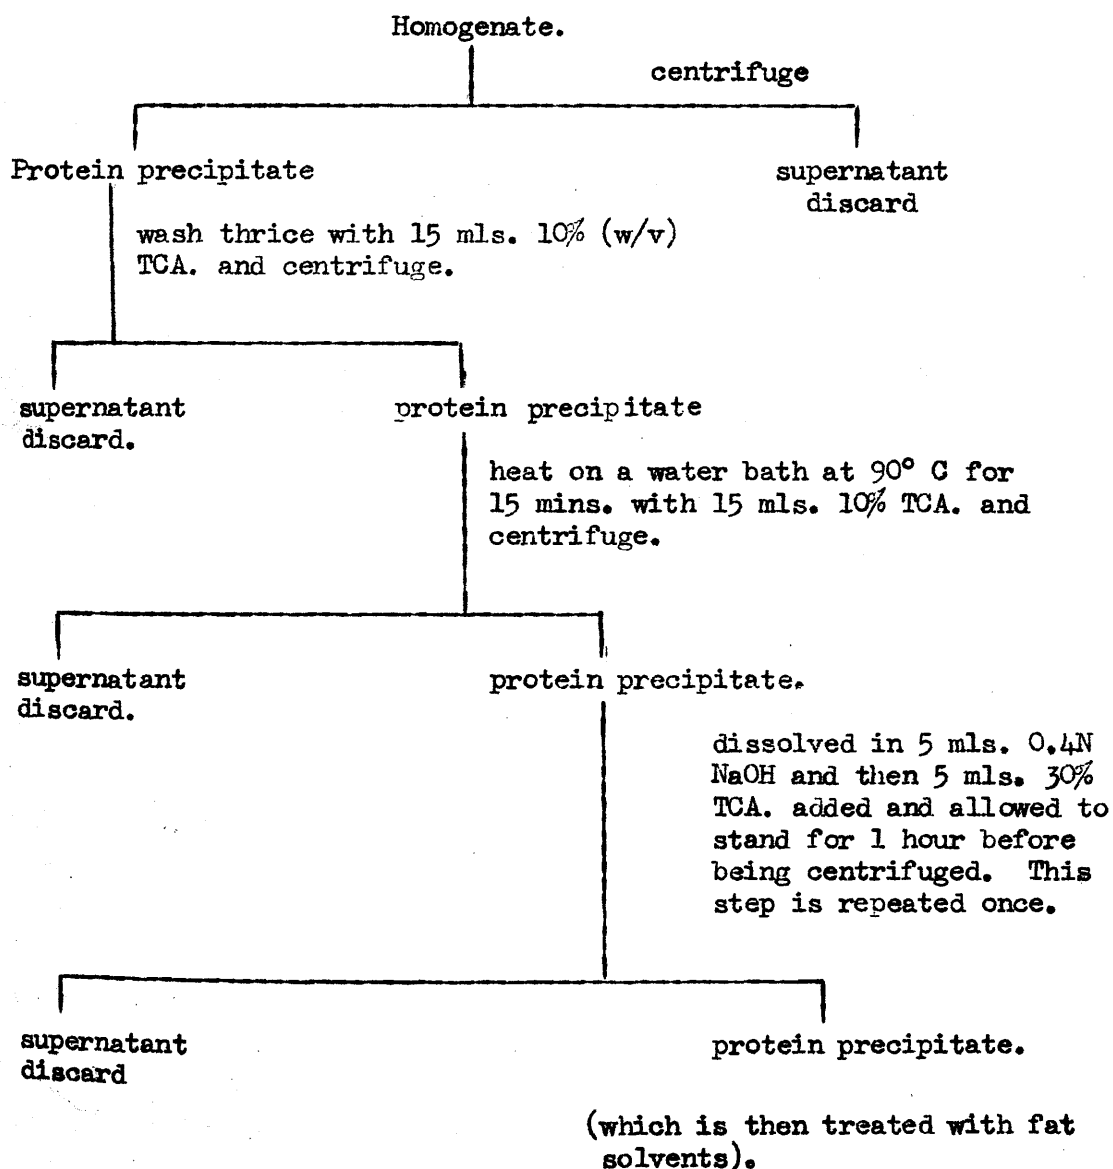 Homogenate.
centrifuge
Protein precipitate
supernatant
discard
wash thrice with 15 mls. 10% (w/v)
TCA. and centrifuge.
supernatant
discard.
protein precipitate
heat on a water bath at 90° C for
15 mins. with 15 mls. 10% TCA. and
centrifuge.
supernatant
discard.
protein precipitate.
dissolved in 5 mls. 0.4N
NaOH and then 5 mls. 30%
TCA. added and allowed to
stand for 1 hour before
being centrifuged. This
step is repeated once.
supernatant
discard
protein precipitate.
(which is then treated with fat
solvents).